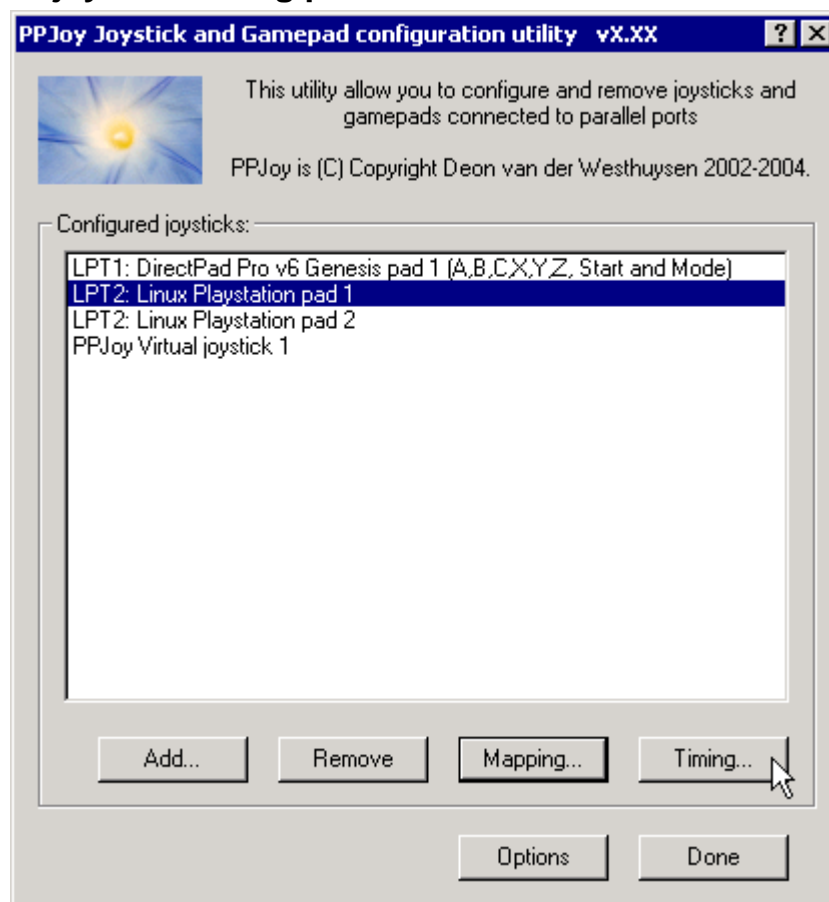 PPJoy Joystick and Gamepad configuration utility vX.XX
This utility allow you to configure and remove joysticks and
gamepads connected to parallel ports
PPJoy is (C) Copyright Deon van der Westhuysen 2002-2004.
Configured joysticks:
LPT1: DirectPad Pro v6 Genesis pad 1 (A,B,C,X,Y,Z, Start and Mode)
LPT2: Linux Playstation pad 1
LPT2: Linux Playstation pad 2
PPJoy Virtual joystick 1
Add... Remove Mapping... Timing...
Options Done